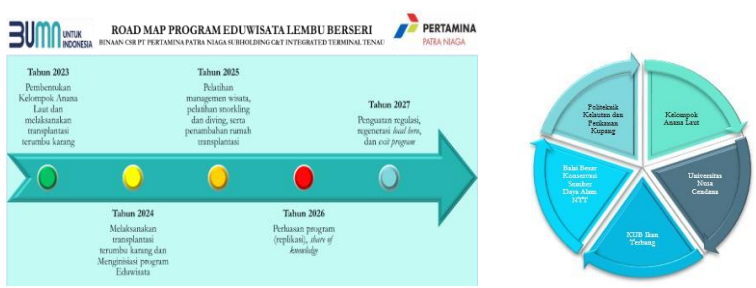 BUMN UNTUK
INDONESIA
ROAD MAP PROGRAM EDUWISATA LEMBU BERSERI
BINAAN CSR PT PERTAMINA PATRA NIAGA SUBHOLDING C&T INTEGRATED TERMINAL TENAU
PERTAMINA
PATRA NIAGA
Tahun 2023
Pembentukan
Kelompok Anana
Laut dan
melaksanakan
transplantasi
terumbu karang
Tahun 2025
Pelatihan
managemen wisata,
pelatihan snorkling
dan diving, serta
penambahan rumah
transplantasi
Tahun 2027
Penguatan regulasi,
regenerasi local hero,
dan exit program
Tahun 2024
Melaksanakan
transplantasi
terumbu karang dan
Menginisiasi program
Eduwisata
Tahun 2026
Perluasan program
(replikasi), share of
knowledge
Politeknik
Kelautan dan
Perikanan
Kupang
Kelompok
Anana Laut
Universitas
Nusa
Cendana
KUB Ikan
Terbang
Balai Besar
Konservasi
Sumber
Daya Alam
NTT